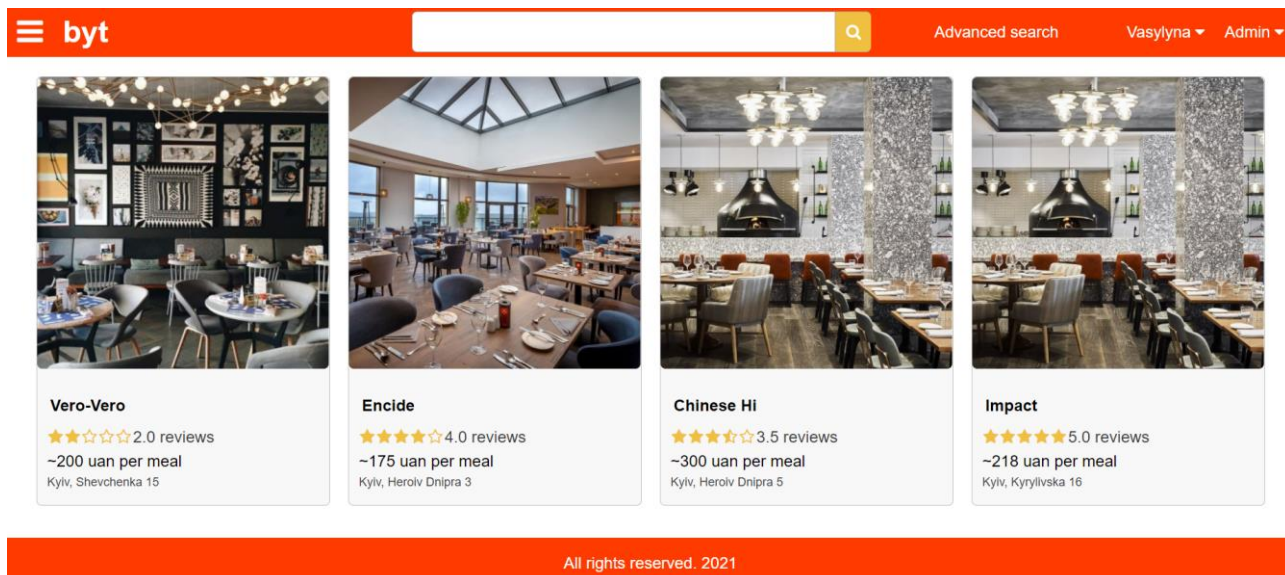 byt
Advanced search
Vasylyna
Admin
Vero-Vero
2.0 reviews
~200 uan per meal
Kyiv, Shevchenka 15
Encide
4.0 reviews
~175 uan per meal
Kyiv, Heroiv Dnipra 3
Chinese Hi
3.5 reviews
~300 uan per meal
Kyiv, Heroiv Dnipra 5
Impact
5.0 reviews
~218 uan per meal
Kyiv, Kyrylivska 16
All rights reserved. 2021